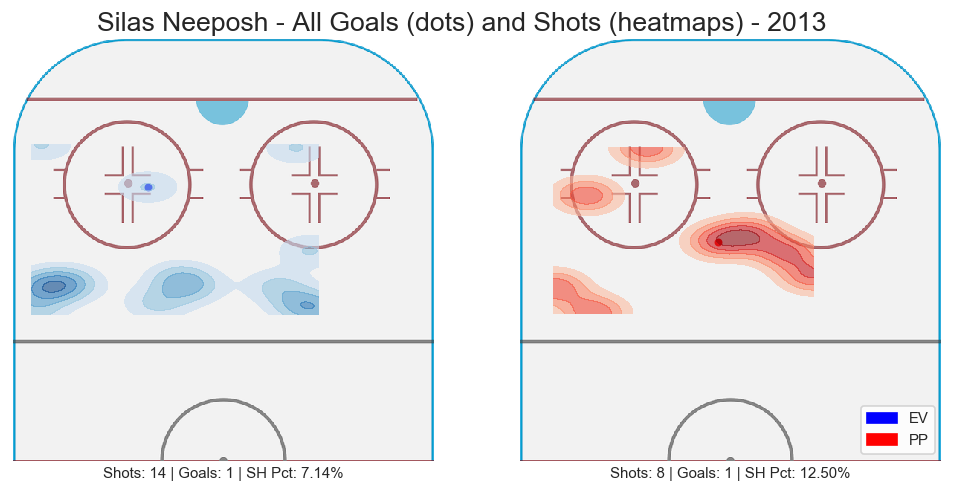 Silas Neeposh - All Goals (dots) and Shots (heatmaps) - 2013
EV
PP
Shots: 14 | Goals: 1 | SH Pct: 7.14%
Shots: 8 | Goals: 1 | SH Pct: 12.50%